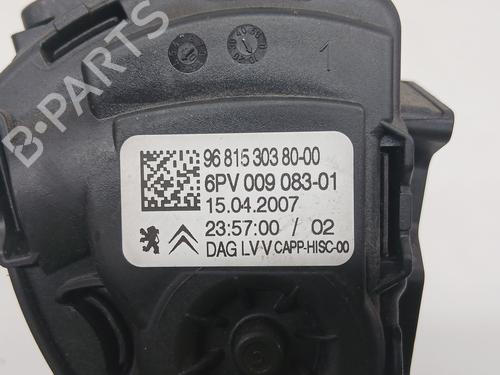 1
B-PARTS
96 815 303 80-00
6PV 009 083-01
15.04.2007
23:57:00 / 02
DAG LV V CAPP-HISC-00